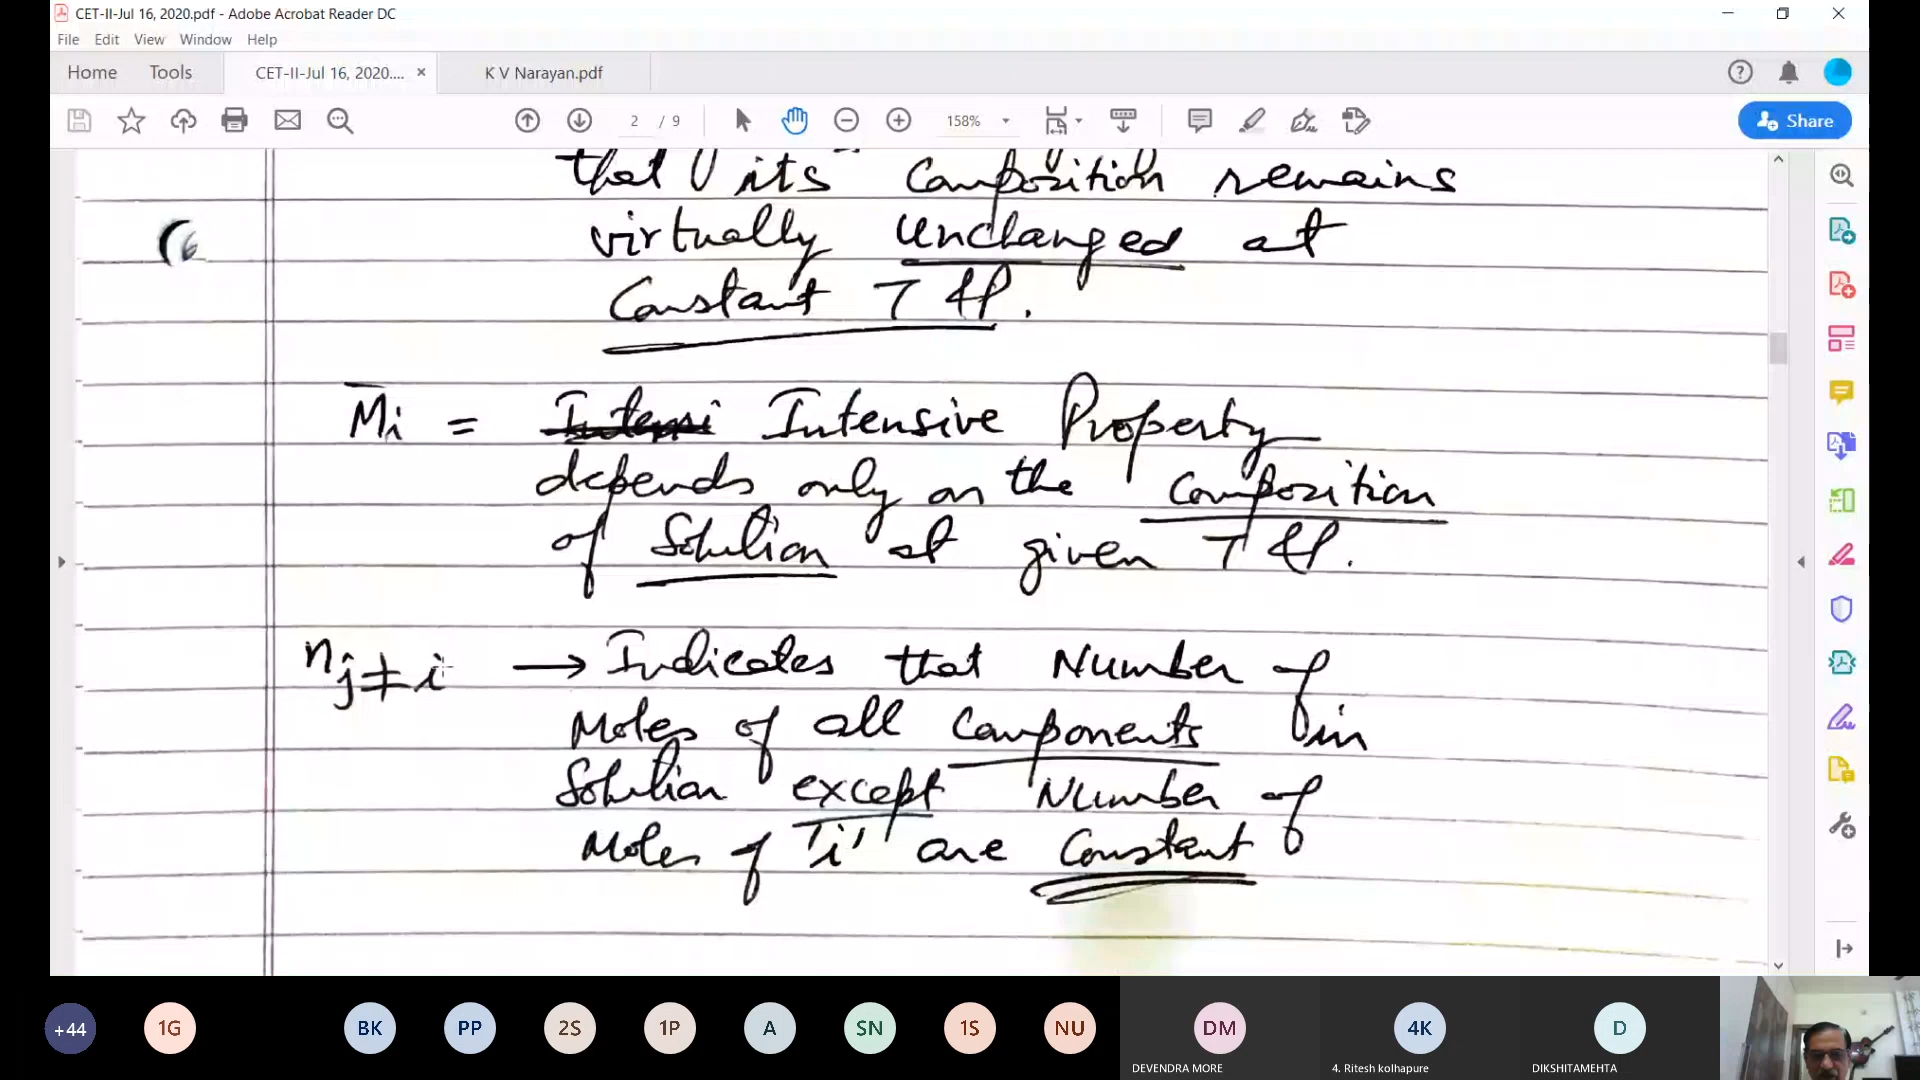 CET-II-Jul 16, 2020.pdf - Adobe Acrobat Reader DC
File Edit View Window Help
Home Tools CET-II-Jul 16, 2020.... × K V Narayan.pdf
2 / 9 158% Share
that its composition remains
(6
virtually unchanged at
Constant T & P.
M̄i = Intensi Intensive Property
depends only on the composition
of solution at given T & P.
n j≠i → Indicates that Number of
Moles of all Components in
Solution except Number of
Moles of 'i' are Constant
+44 1G BK PP 2S 1P A SN 1S NU DM 4K D
DEVENDRA MORE 4. Ritesh kolhapure DIKSHITAMEHTA